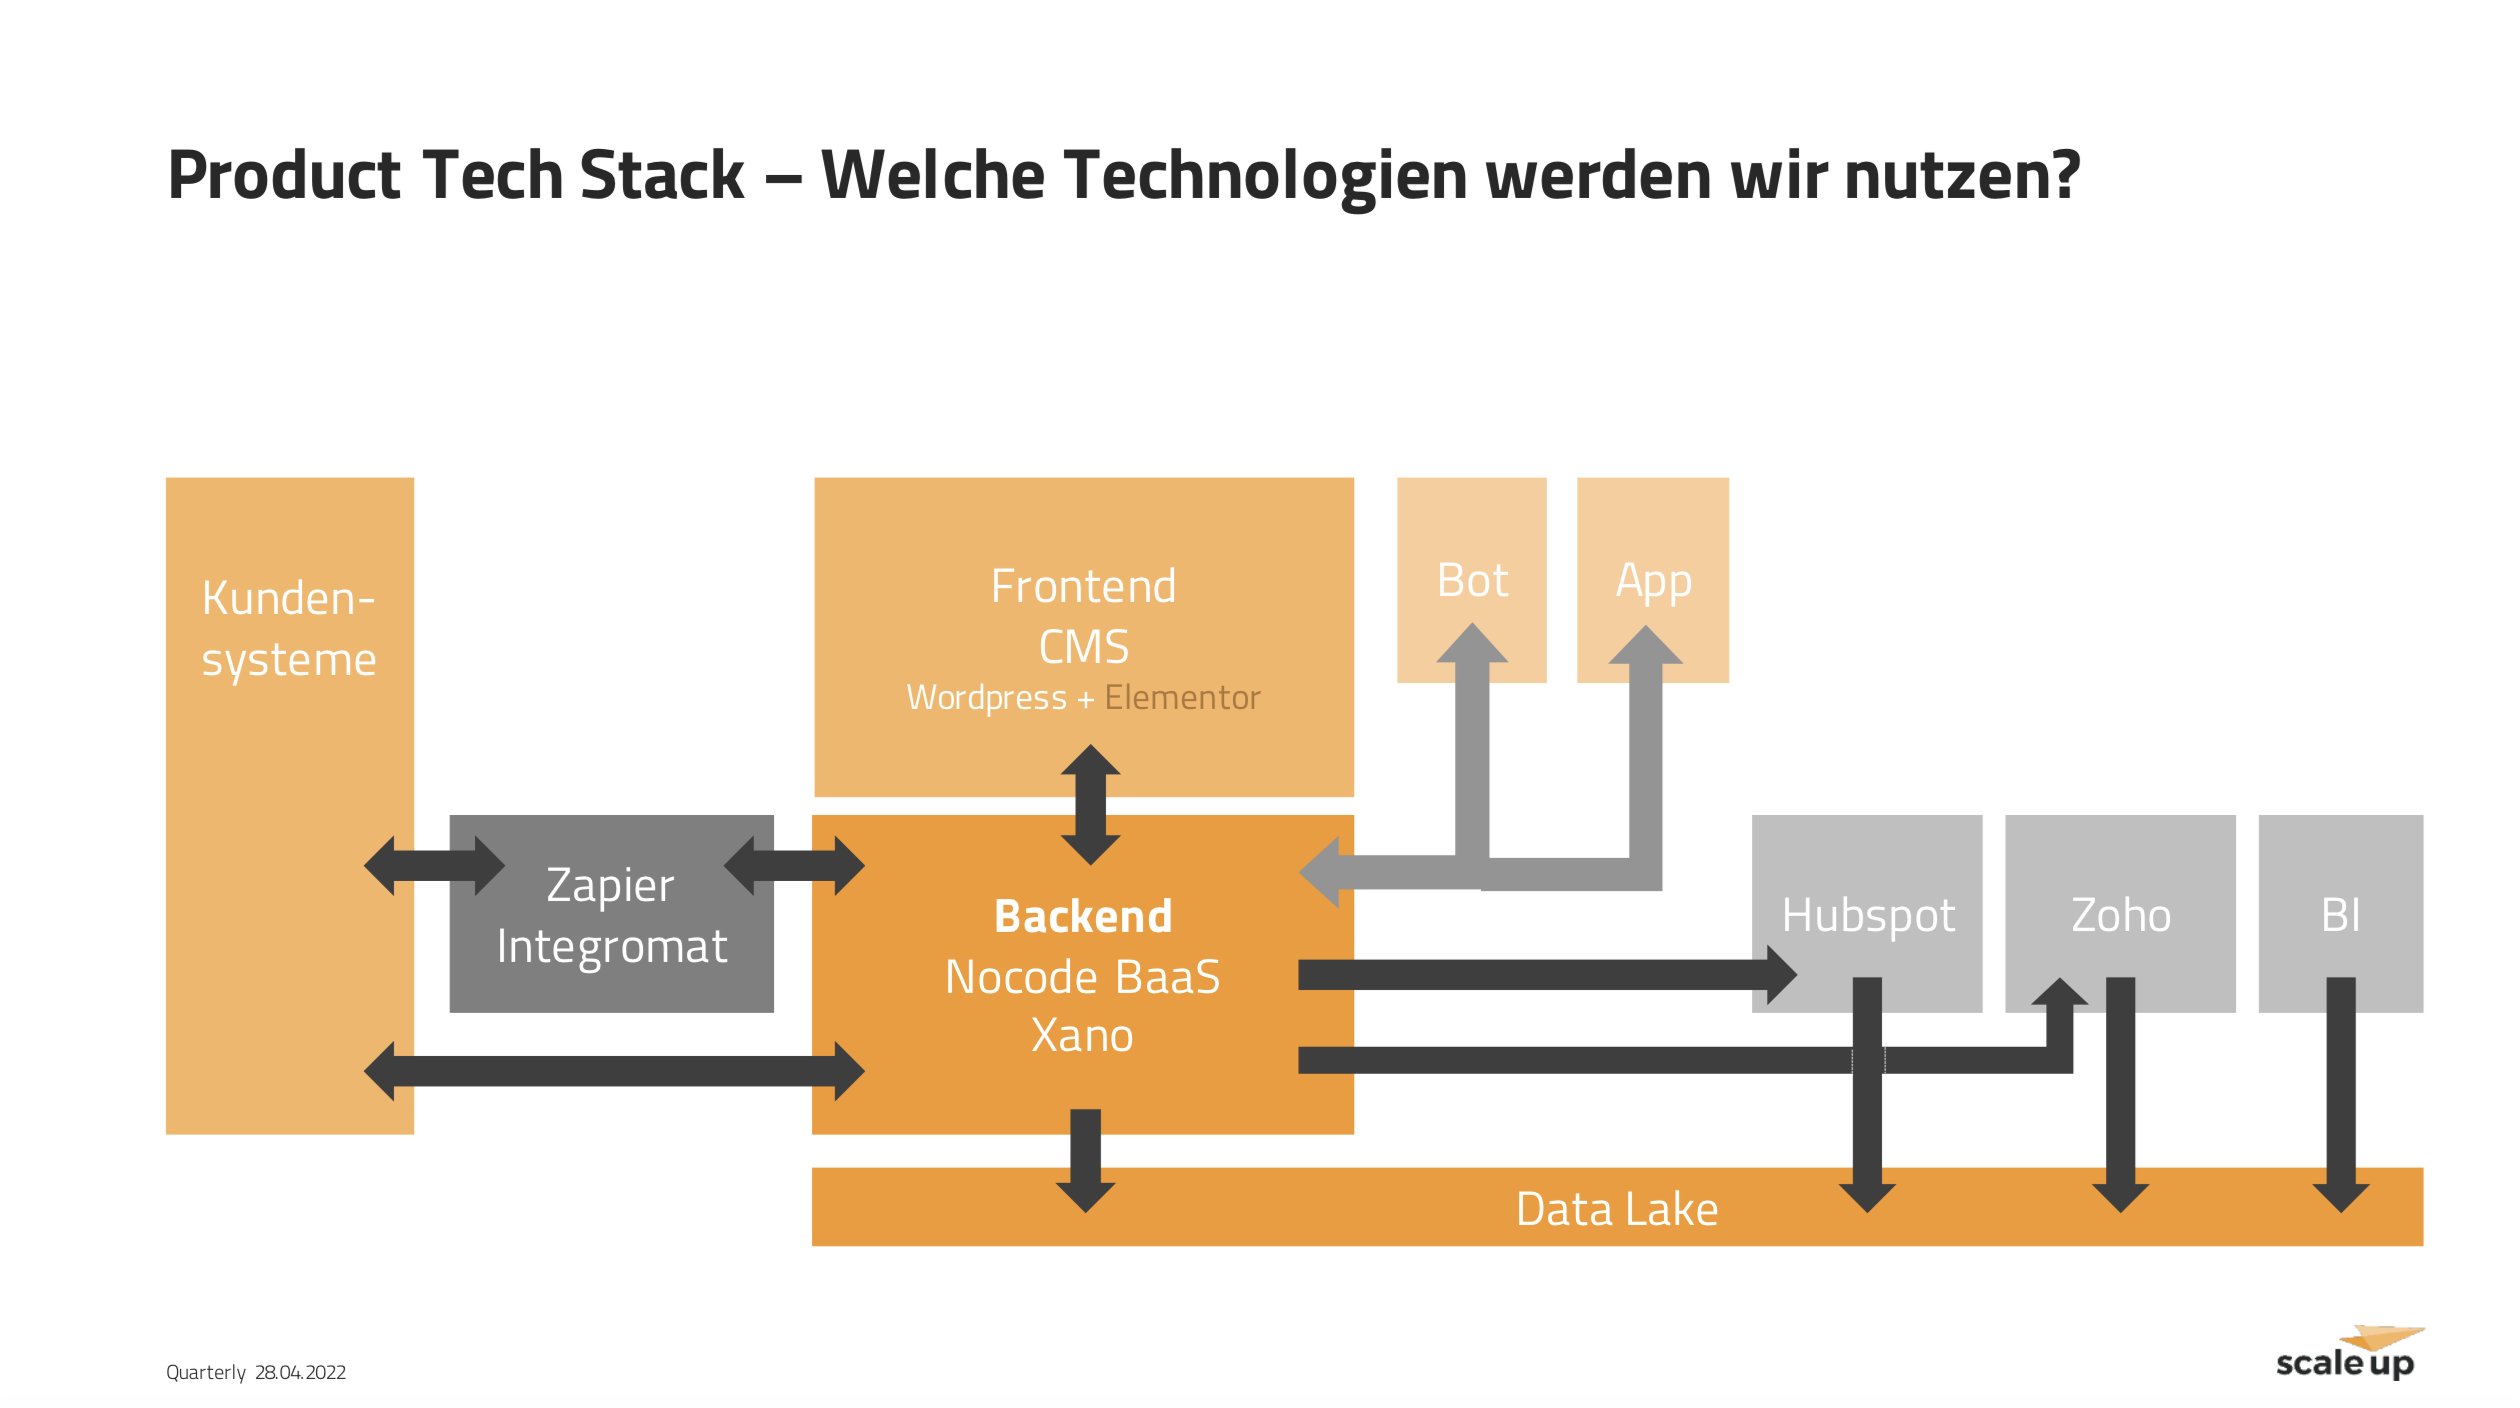 Product Tech Stack – Welche Technologien werden wir nutzen?
Kunden-
systeme
Frontend
CMS
Wordpress + Elementor
Bot
App
Zapier
Integromat
Backend
Nocode BaaS
Xano
Hubspot
Zoho
BI
Data Lake
Quarterly 28.04.2022
scale up